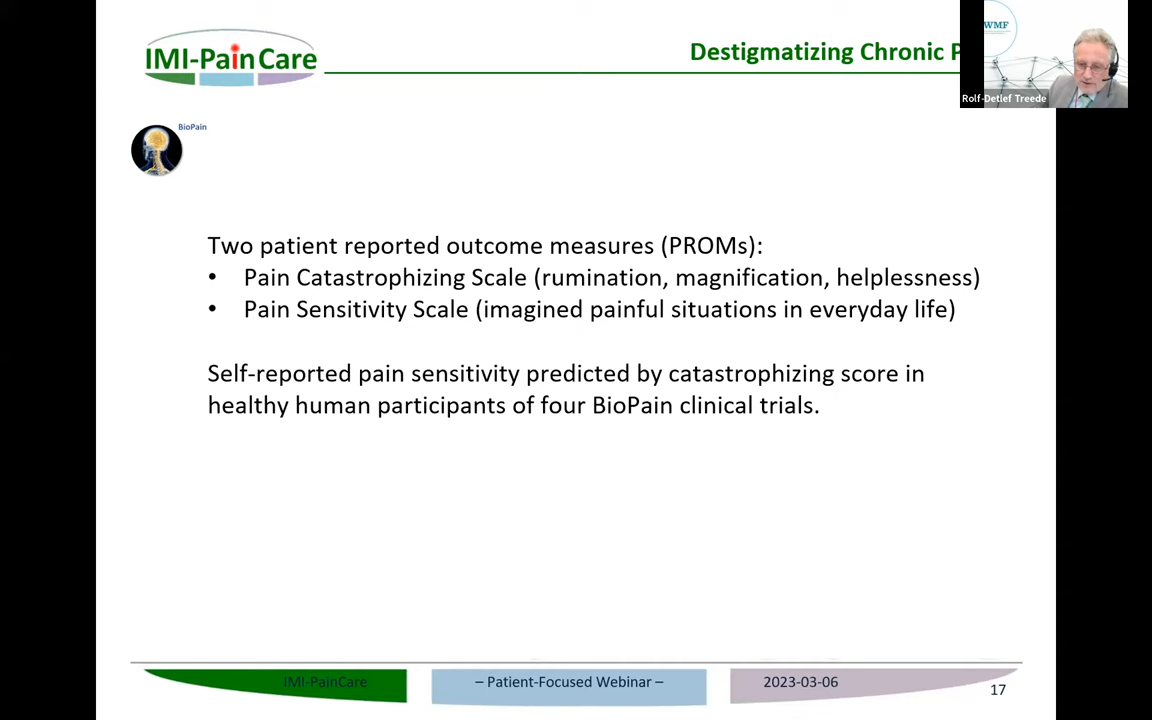 IMI-PainCare
Destigmatizing Chronic P
WMF
Rolf-Detlef Treede
BioPain
Two patient reported outcome measures (PROMs):
• Pain Catastrophizing Scale (rumination, magnification, helplessness)
• Pain Sensitivity Scale (imagined painful situations in everyday life)
Self-reported pain sensitivity predicted by catastrophizing score in
healthy human participants of four BioPain clinical trials.
IMI-PainCare
– Patient-Focused Webinar –
2023-03-06
17